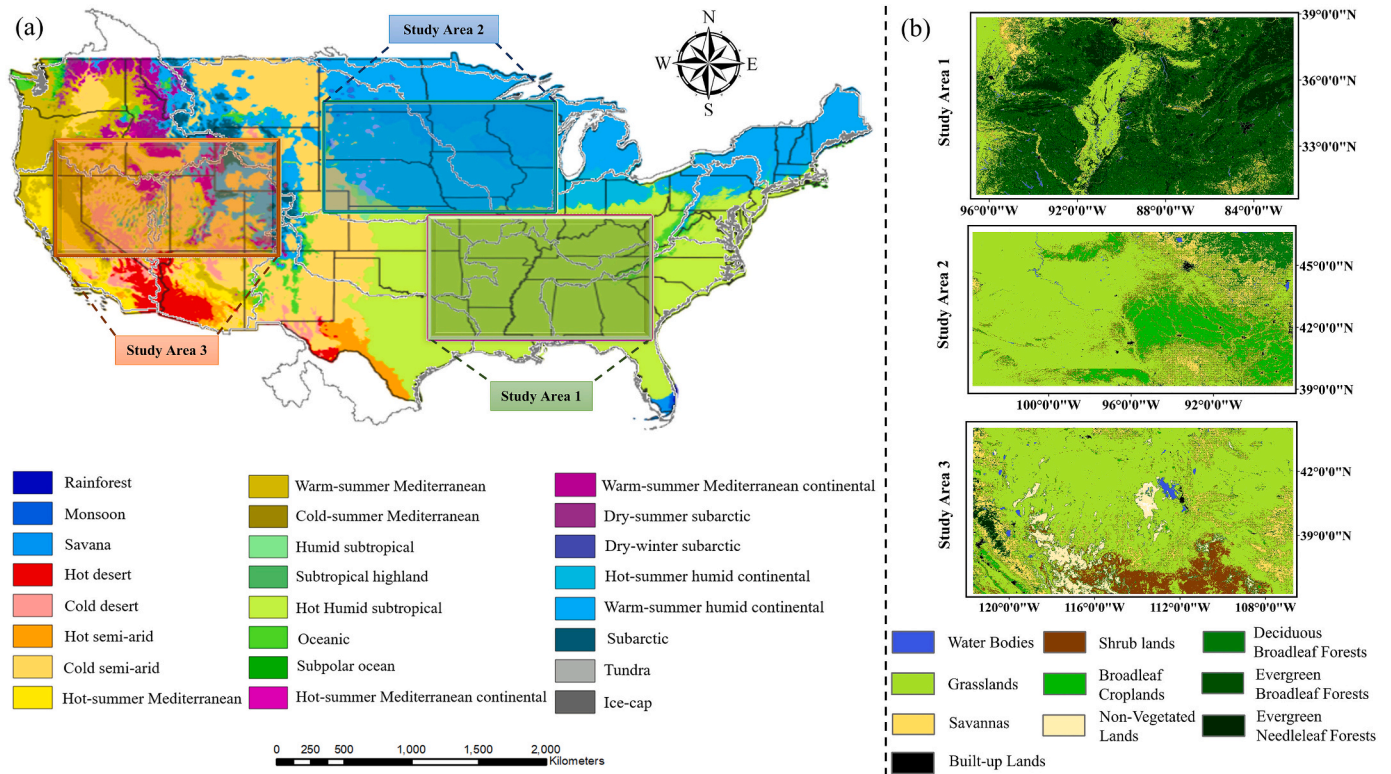 (a)
Study Area 2
N
W
E
S
Study Area 3
Study Area 1
Rainforest
Monsoon
Savana
Hot desert
Cold desert
Hot semi-arid
Cold semi-arid
Hot-summer Mediterranean
Warm-summer Mediterranean
Cold-summer Mediterranean
Humid subtropical
Subtropical highland
Hot Humid subtropical
Oceanic
Subpolar ocean
Hot-summer Mediterranean continental
Warm-summer Mediterranean continental
Dry-summer subarctic
Dry-winter subarctic
Hot-summer humid continental
Warm-summer humid continental
Subarctic
Tundra
Ice-cap
0 250 500 1,000 1,500 2,000
Kilometers
(b)
Study Area 1
39°0'0"N
36°0'0"N
33°0'0"N
96°0'0"W 92°0'0"W 88°0'0"W 84°0'0"W
Study Area 2
45°0'0"N
42°0'0"N
39°0'0"N
100°0'0"W 96°0'0"W 92°0'0"W
Study Area 3
42°0'0"N
39°0'0"N
120°0'0"W 116°0'0"W 112°0'0"W 108°0'0"W
Water Bodies
Grasslands
Savannas
Built-up Lands
Shrub lands
Broadleaf
Croplands
Non-Vegetated
Lands
Deciduous
Broadleaf Forests
Evergreen
Broadleaf Forests
Evergreen
Needleleaf Forests